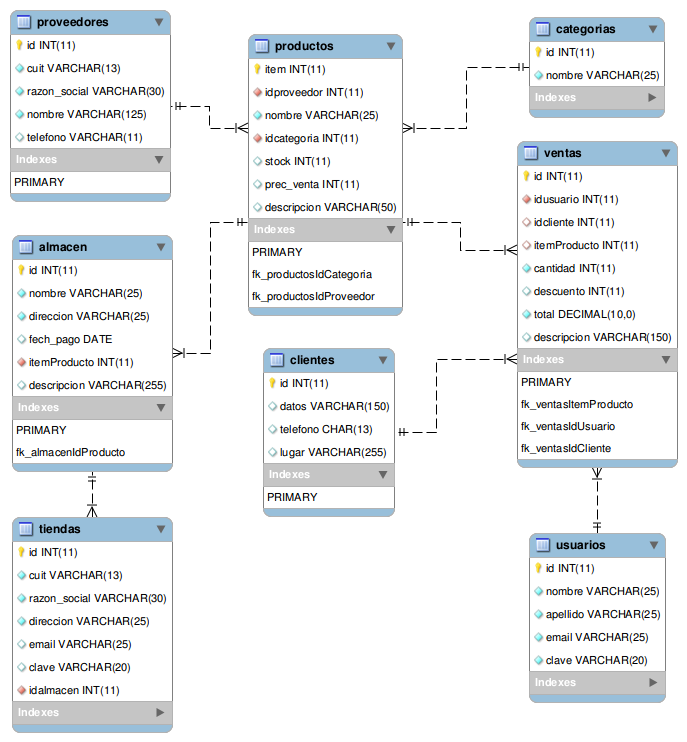 proveedores
id INT(11)
cuit VARCHAR(13)
razon_social VARCHAR(30)
nombre VARCHAR(125)
telefono VARCHAR(11)
Indexes
PRIMARY
productos
item INT(11)
idproveedor INT(11)
nombre VARCHAR(25)
idcategoria INT(11)
stock INT(11)
prec_venta INT(11)
descripcion VARCHAR(50)
Indexes
PRIMARY
fk_productosIdCategoria
fk_productosIdProveedor
categorias
id INT(11)
nombre VARCHAR(25)
Indexes
ventas
id INT(11)
idusuario INT(11)
idcliente INT(11)
itemProducto INT(11)
cantidad INT(11)
descuento INT(11)
total DECIMAL(10,0)
descripcion VARCHAR(150)
Indexes
PRIMARY
fk_ventasItemProducto
fk_ventasIdUsuario
fk_ventasIdCliente
almacen
id INT(11)
nombre VARCHAR(25)
direccion VARCHAR(25)
fech_pago DATE
itemProducto INT(11)
descripcion VARCHAR(255)
Indexes
PRIMARY
fk_almacenIdProducto
clientes
id INT(11)
datos VARCHAR(150)
telefono CHAR(13)
lugar VARCHAR(255)
Indexes
PRIMARY
tiendas
id INT(11)
cuit VARCHAR(13)
razon_social VARCHAR(30)
direccion VARCHAR(25)
email VARCHAR(25)
clave VARCHAR(20)
idalmacen INT(11)
Indexes
usuarios
id INT(11)
nombre VARCHAR(25)
apellido VARCHAR(25)
email VARCHAR(25)
clave VARCHAR(20)
Indexes